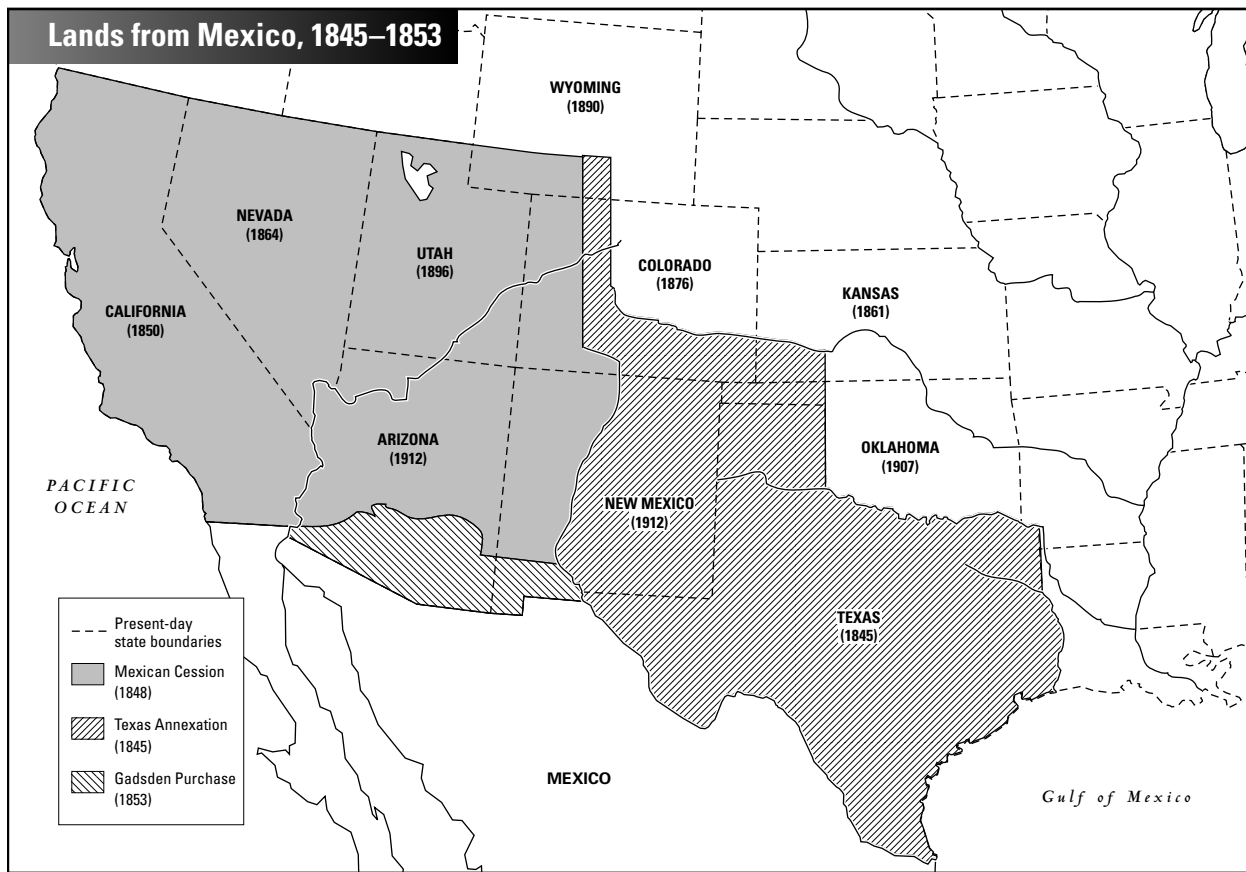 Lands from Mexico, 1845–1853
WYOMING
(1890)
NEVADA
(1864)
UTAH
(1896)
COLORADO
(1876)
KANSAS
(1861)
CALIFORNIA
(1850)
ARIZONA
(1912)
OKLAHOMA
(1907)
PACIFIC
OCEAN
NEW MEXICO
(1912)
TEXAS
(1845)
MEXICO
Gulf of Mexico
Present-day
state boundaries
Mexican Cession
(1848)
Texas Annexation
(1845)
Gadsden Purchase
(1853)